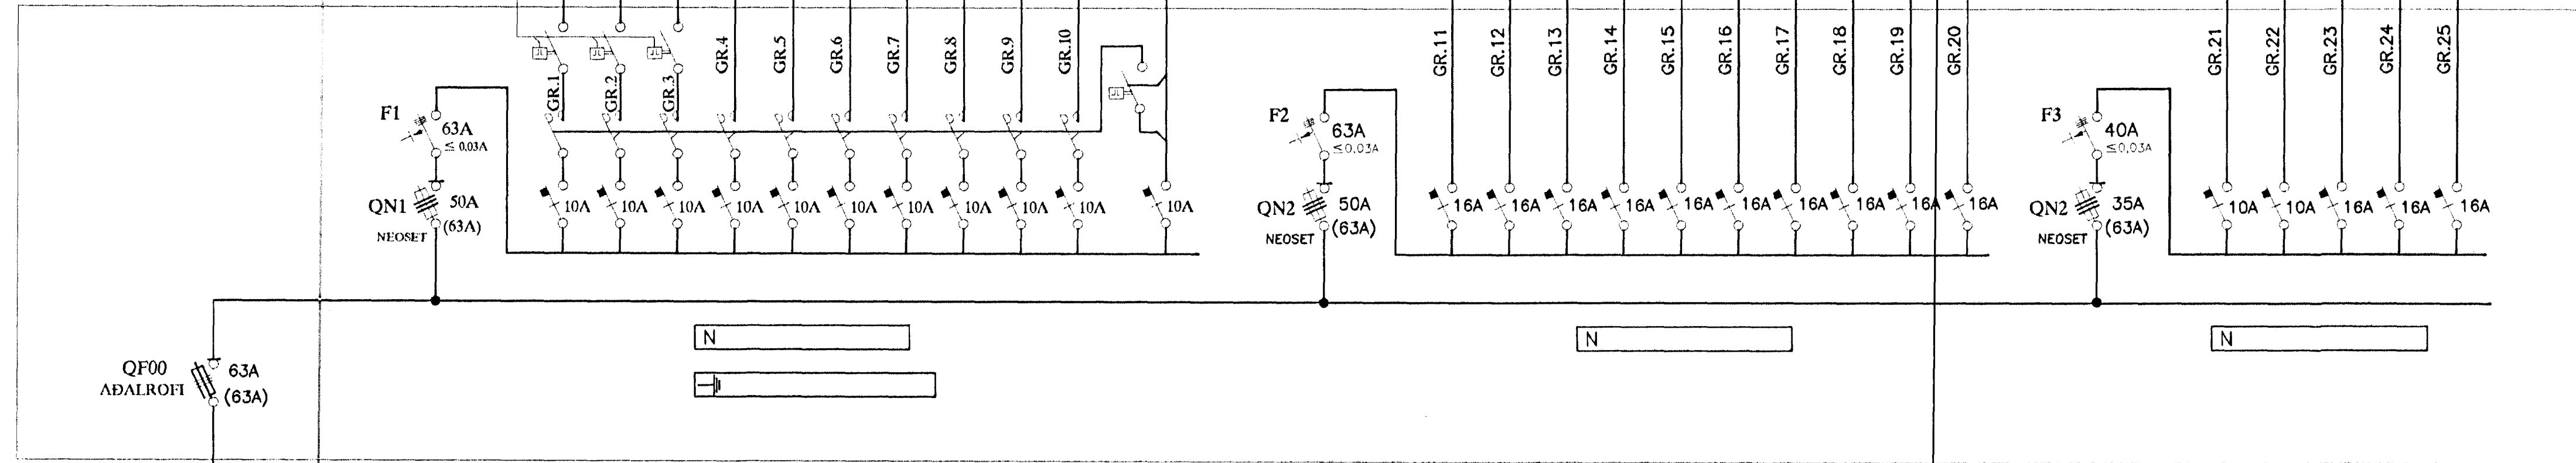 GR.1
GR.2
GR.3
GR.4
GR.5
GR.6
GR.7
GR.8
GR.9
GR.10
GR.11
GR.12
GR.13
GR.14
GR.15
GR.16
GR.17
GR.18
GR.19
GR.20
GR.21
GR.22
GR.23
GR.24
GR.25
F1
63A
≤ 0,03A
F2
63A
≤0,03A
F3
40A
≤0,03A
QN1
50A
(63A)
NEOSET
10A
10A
10A
10A
10A
10A
10A
10A
10A
10A
10A
QN2
50A
(63A)
NEOSET
16A
16A
16A
16A
16A
16A
16A
16A
16A
16A
QN2
35A
(63A)
NEOSET
10A
10A
16A
16A
16A
N
N
N
QF00
AÐALROFI
63A
(63A)